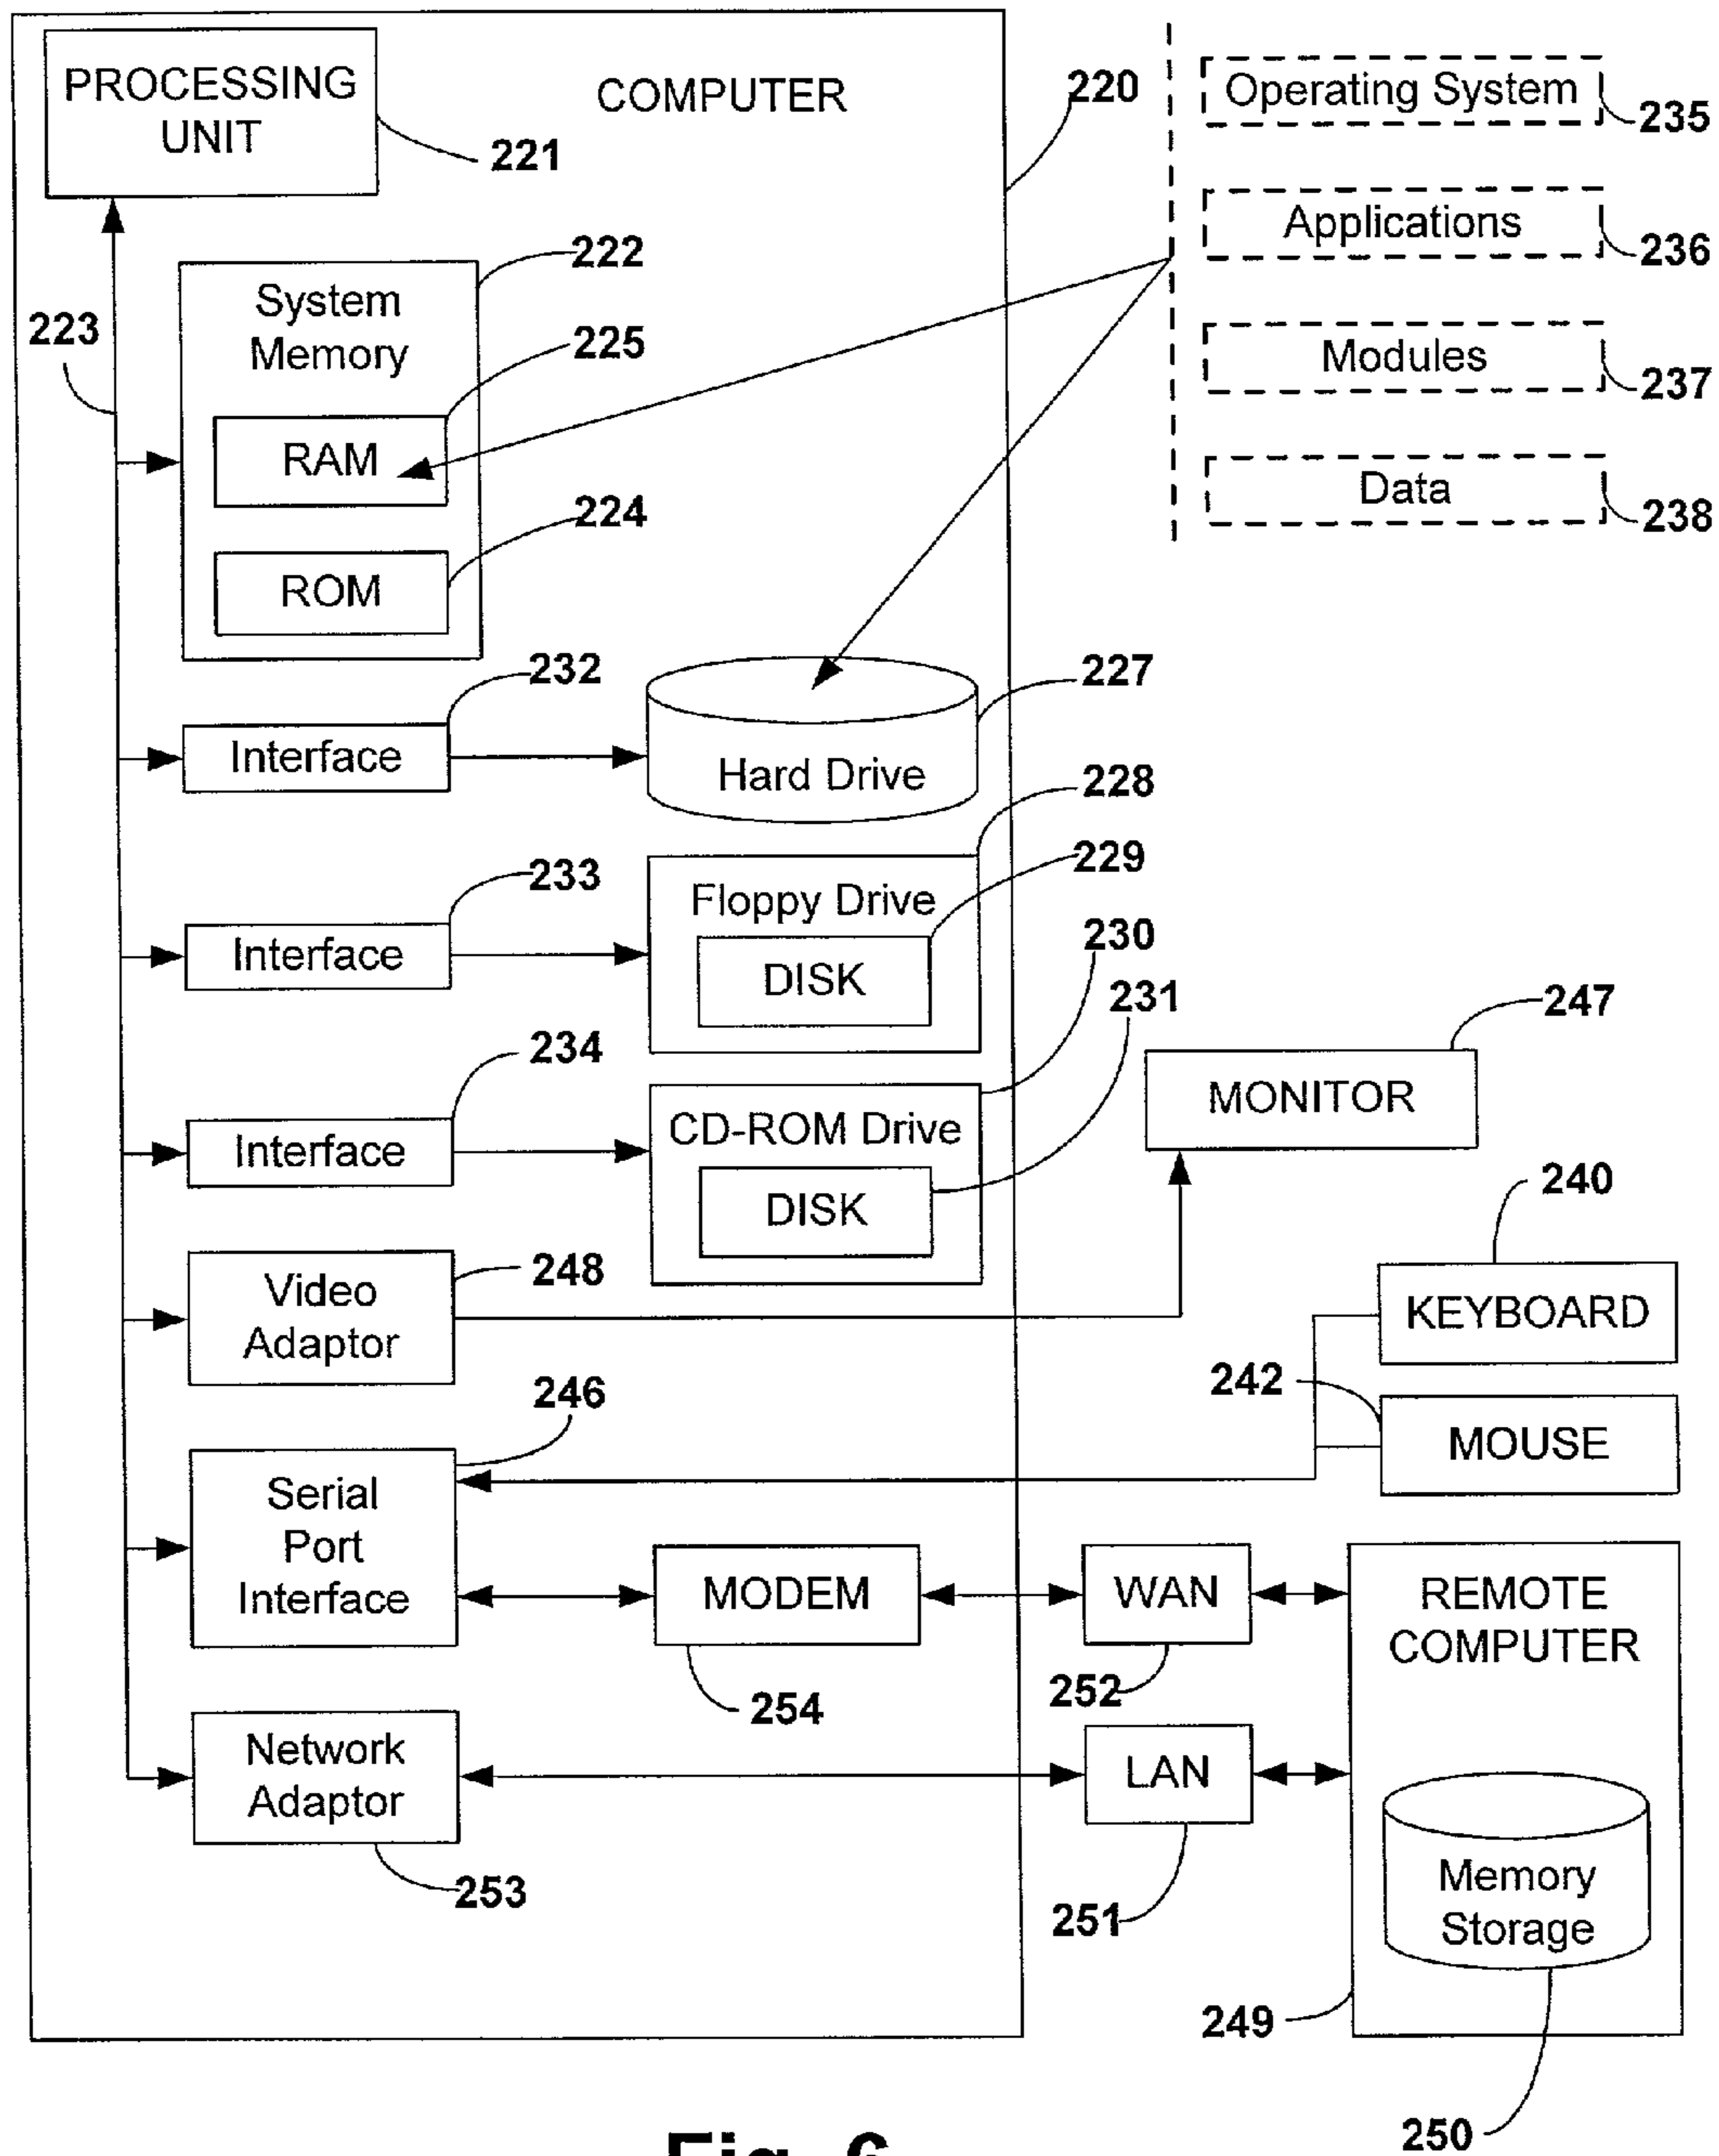 PROCESSING
UNIT
COMPUTER
220
221
Operating System
235
Applications
236
Modules
237
Data
238
222
System
Memory
223
225
RAM
224
ROM
232
Interface
227
Hard Drive
228
233
Interface
229
Floppy Drive
DISK
230
231
234
Interface
CD-ROM Drive
DISK
247
MONITOR
240
KEYBOARD
242
MOUSE
248
Video
Adaptor
246
Serial
Port
Interface
MODEM
254
WAN
252
REMOTE
COMPUTER
Network
Adaptor
253
LAN
251
Memory
Storage
249
250
Fig. 6